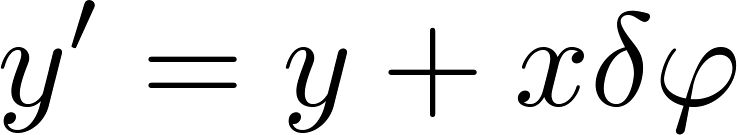 y′ = y + xδφ